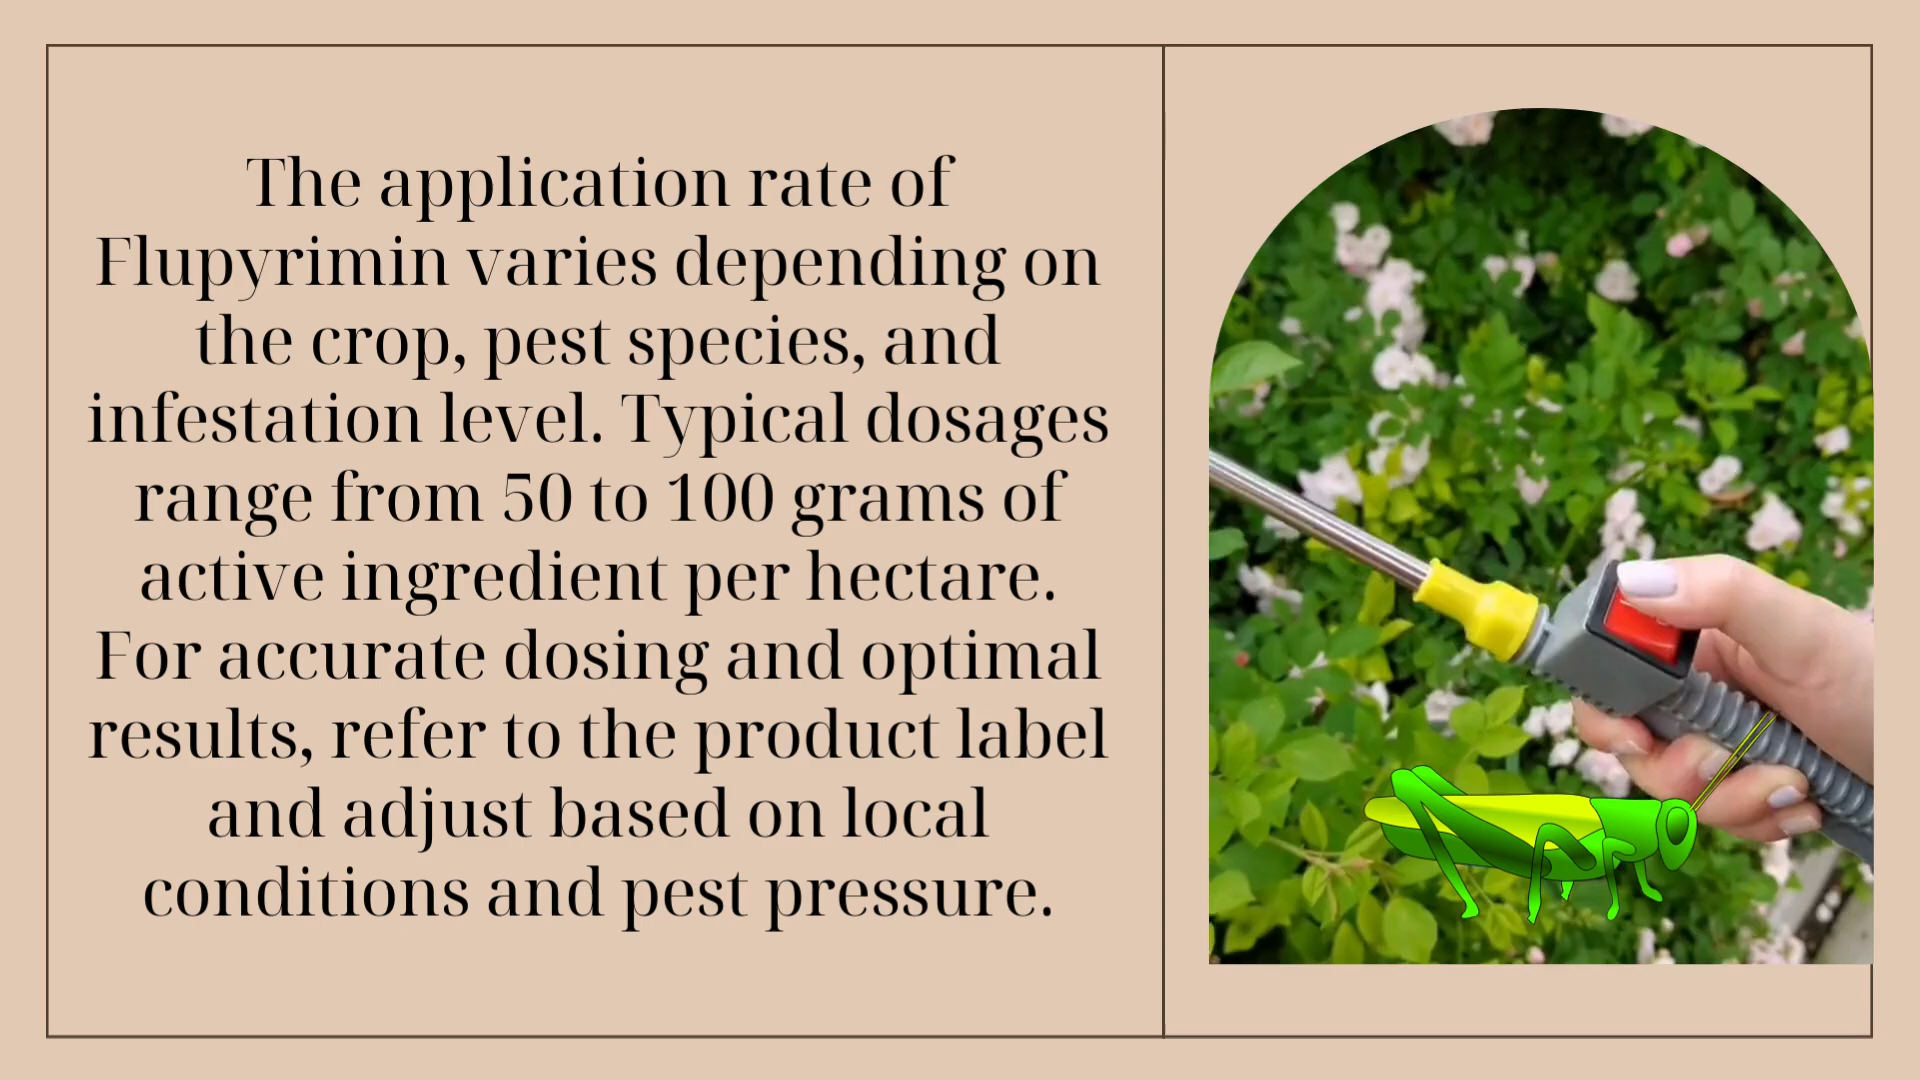 The application rate of
Flupyrimin varies depending on
the crop, pest species, and
infestation level. Typical dosages
range from 50 to 100 grams of
active ingredient per hectare.
For accurate dosing and optimal
results, refer to the product label
and adjust based on local
conditions and pest pressure.